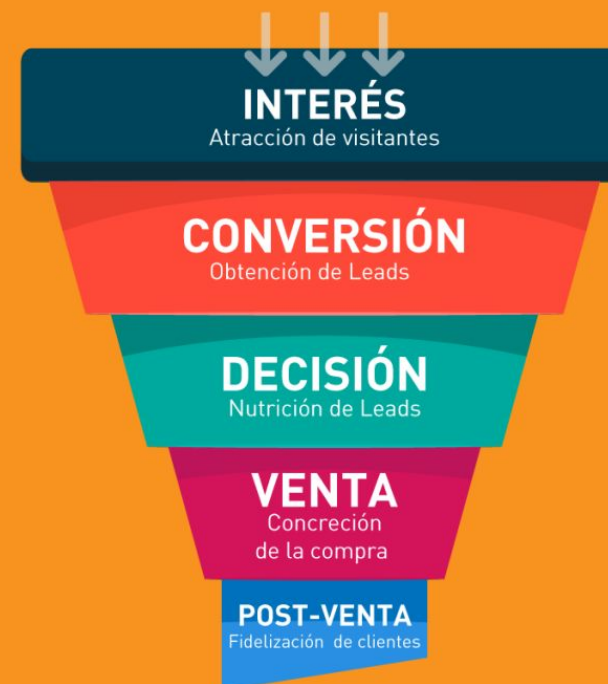 INTERÉS
Atracción de visitantes
CONVERSIÓN
Obtención de Leads
DECISIÓN
Nutrición de Leads
VENTA
Concreción
de la compra
POST-VENTA
Fidelización de clientes